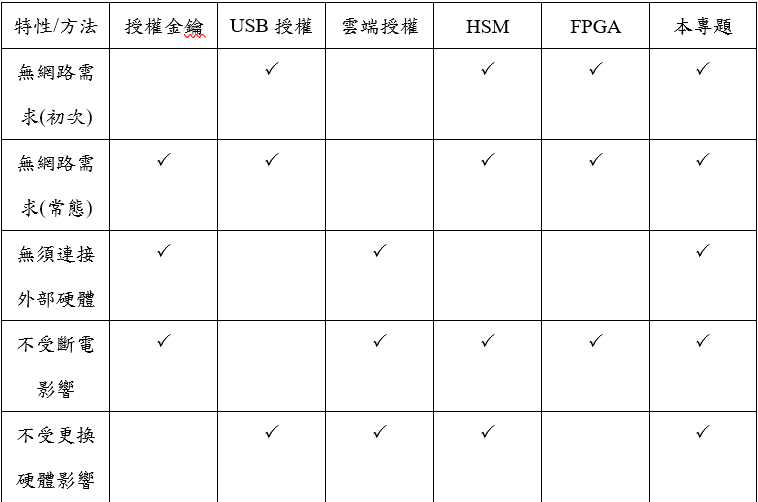 特性/方法 授權金鑰 USB 授權 雲端授權 HSM FPGA 本專題
無網路需 ✓ ✓ ✓ ✓
求(初次)
無網路需 ✓ ✓ ✓ ✓ ✓
求(常態)
無須連接 ✓ ✓ ✓
外部硬體
不受斷電 ✓ ✓ ✓ ✓ ✓
影響
不受更換 ✓ ✓ ✓ ✓
硬體影響